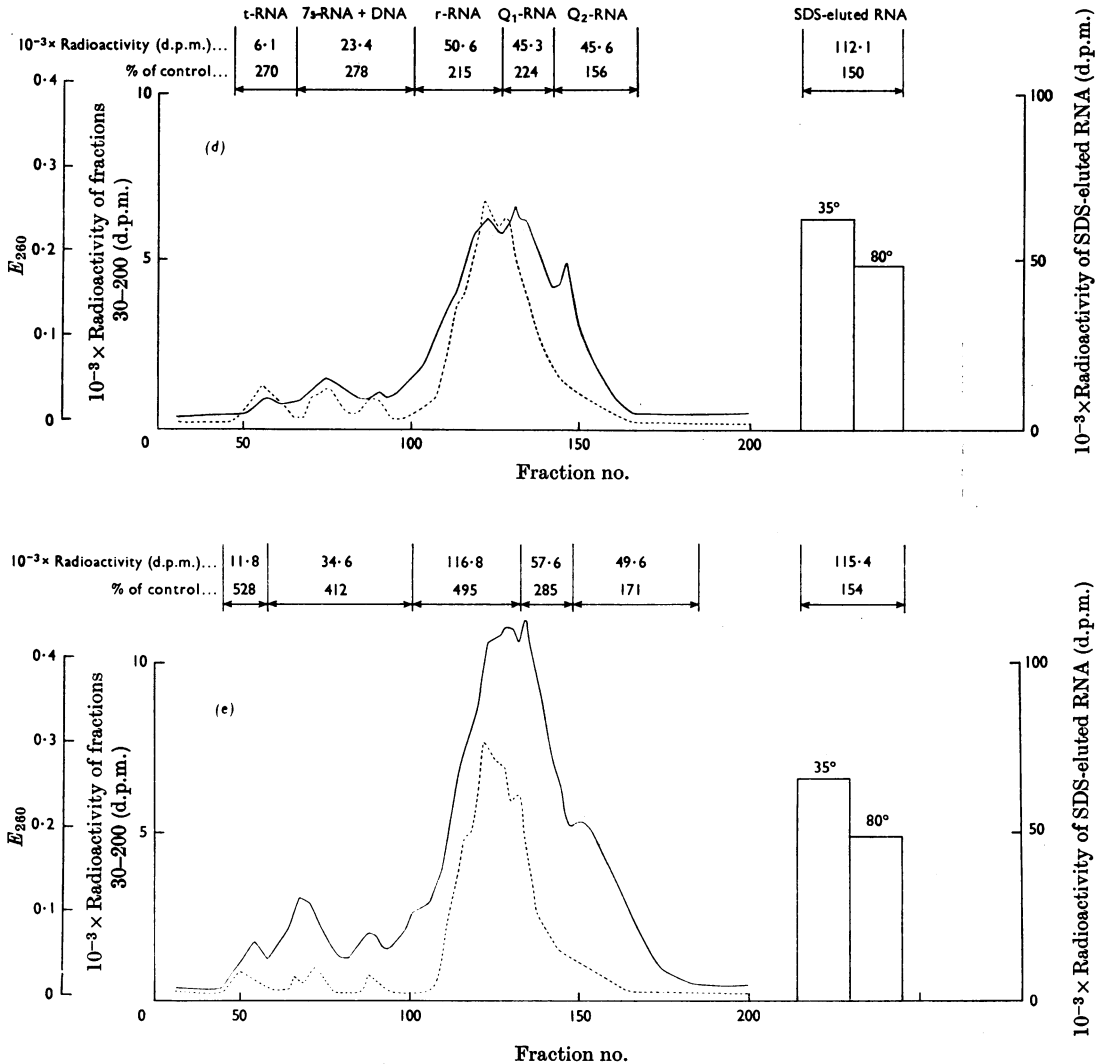 t-RNA 7s-RNA + DNA r-RNA Q₁-RNA Q₂-RNA SDS-eluted RNA
10⁻³× Radioactivity (d.p.m.)... 6·1 23·4 50·6 45·3 45·6 112·1
% of control... 270 278 215 224 156 150
E₂₆₀
0·4
0·3
0·2
0·1
0
10⁻³ × Radioactivity of fractions
30–200 (d.p.m.)
10
5
0
(d)
35°
80°
100
50
0
10⁻³×Radioactivity of SDS-eluted RNA (d.p.m.)
50 100 150 200
Fraction no.
10⁻³× Radioactivity (d.p.m.)... 11·8 34·6 116·8 57·6 49·6 115·4
% of control... 528 412 495 285 171 154
E₂₆₀
0·4
0·3
0·2
0·1
0
10⁻³ × Radioactivity of fractions
30–200 (d.p.m.)
10
5
0
(e)
35°
80°
100
50
0
10⁻³ × Radioactivity of SDS-eluted RNA (d.p.m.)
50 100 150 200
Fraction no.